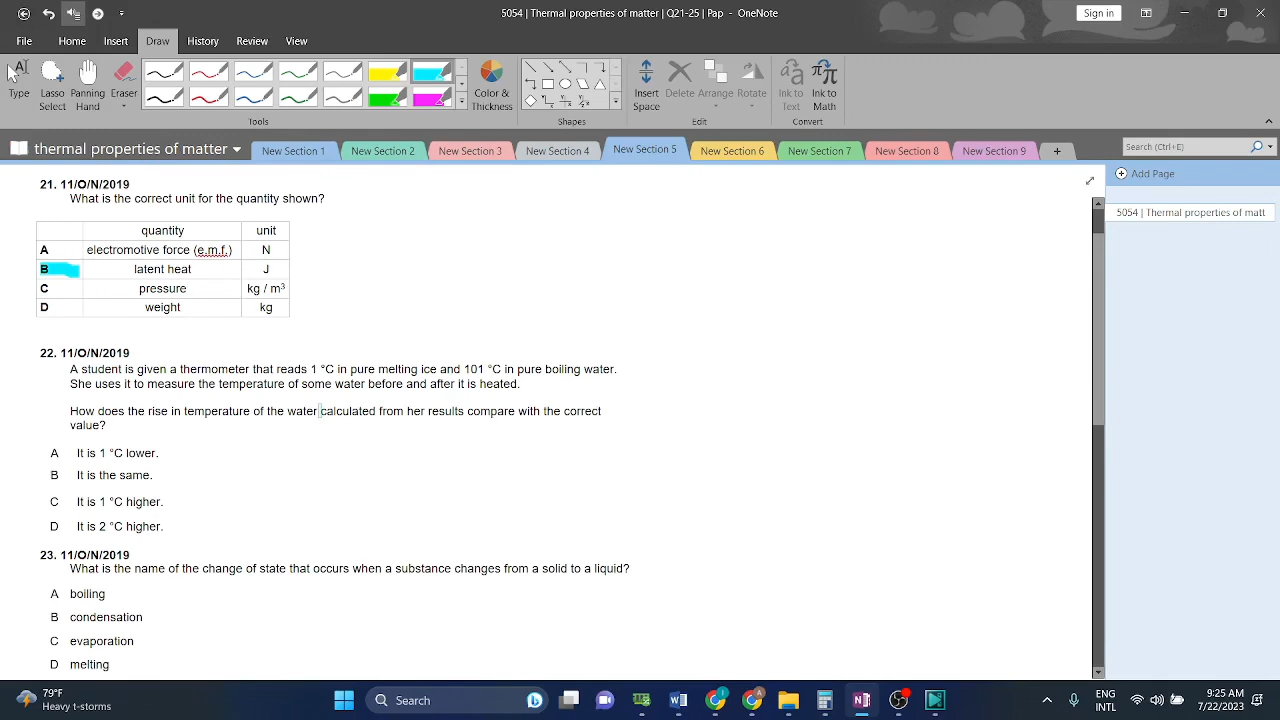 5054 | Thermal properties of matter | Q21-25 | Pap - OneNote
Sign in
File Home Insert Draw History Review View
Type
Lasso Select
Panning Hand
Eraser
Color & Thickness
Insert Space
Delete
Arrange
Rotate
Ink to Text
Ink to Math
Tools
Shapes
Edit
Convert
thermal properties of matter
New Section 1
New Section 2
New Section 3
New Section 4
New Section 5
New Section 6
New Section 7
New Section 8
New Section 9
Search (Ctrl+E)
Add Page
5054 | Thermal properties of matt
21. 11/O/N/2019
What is the correct unit for the quantity shown?
quantity unit
A electromotive force (e.m.f.) N
B latent heat J
C pressure kg / m³
D weight kg
22. 11/O/N/2019
A student is given a thermometer that reads 1 °C in pure melting ice and 101 °C in pure boiling water.
She uses it to measure the temperature of some water before and after it is heated.
How does the rise in temperature of the water calculated from her results compare with the correct
value?
A It is 1 °C lower.
B It is the same.
C It is 1 °C higher.
D It is 2 °C higher.
23. 11/O/N/2019
What is the name of the change of state that occurs when a substance changes from a solid to a liquid?
A boiling
B condensation
C evaporation
D melting
79°F
Heavy t-storms
Search
ENG
INTL
9:25 AM
7/22/2023